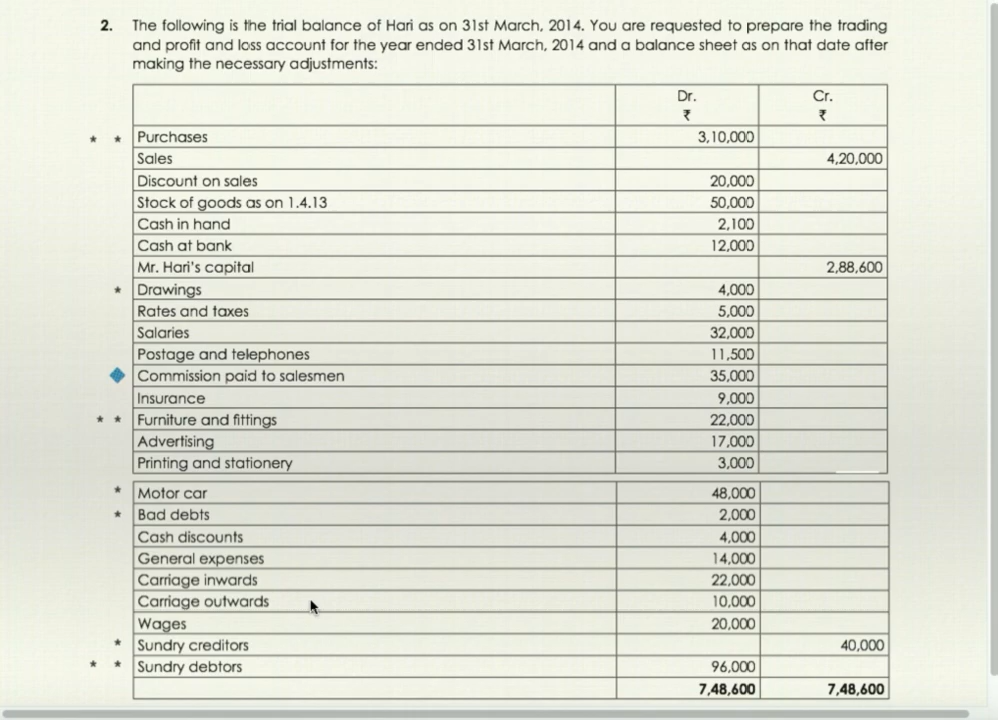 2. The following is the trial balance of Hari as on 31st March, 2014. You are requested to prepare the trading
and profit and loss account for the year ended 31st March, 2014 and a balance sheet as on that date after
making the necessary adjustments:
Dr. Cr.
₹ ₹
* * Purchases 3,10,000
Sales 4,20,000
Discount on sales 20,000
Stock of goods as on 1.4.13 50,000
Cash in hand 2,100
Cash at bank 12,000
Mr. Hari's capital 2,88,600
* Drawings 4,000
Rates and taxes 5,000
Salaries 32,000
Postage and telephones 11,500
Commission paid to salesmen 35,000
Insurance 9,000
* * Furniture and fittings 22,000
Advertising 17,000
Printing and stationery 3,000
* Motor car 48,000
* Bad debts 2,000
Cash discounts 4,000
General expenses 14,000
Carriage inwards 22,000
Carriage outwards 10,000
Wages 20,000
* Sundry creditors 40,000
* * Sundry debtors 96,000
7,48,600 7,48,600